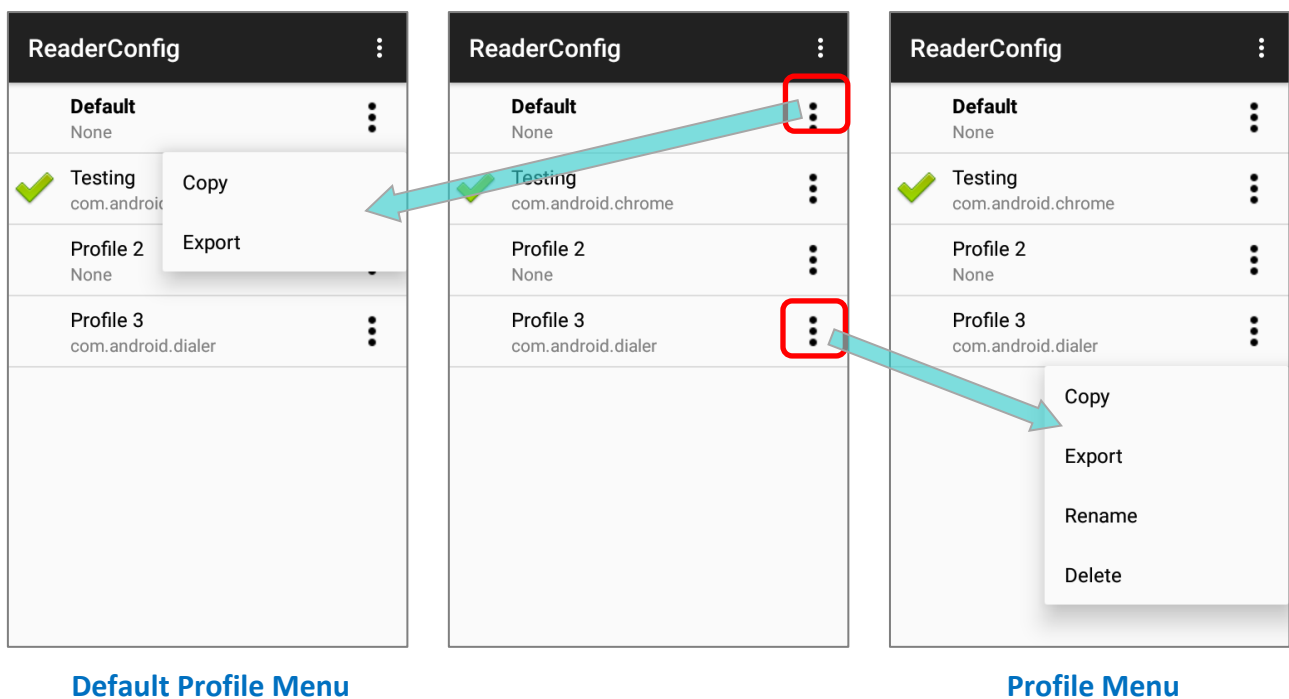 ReaderConfig
Default
None
Testing
com.android
Copy
Export
Profile 2
None
Profile 3
com.android.dialer
Default Profile Menu
ReaderConfig
Default
None
Testing
com.android.chrome
Profile 2
None
Profile 3
com.android.dialer
ReaderConfig
Default
None
Testing
com.android.chrome
Profile 2
None
Profile 3
com.android.dialer
Copy
Export
Rename
Delete
Profile Menu